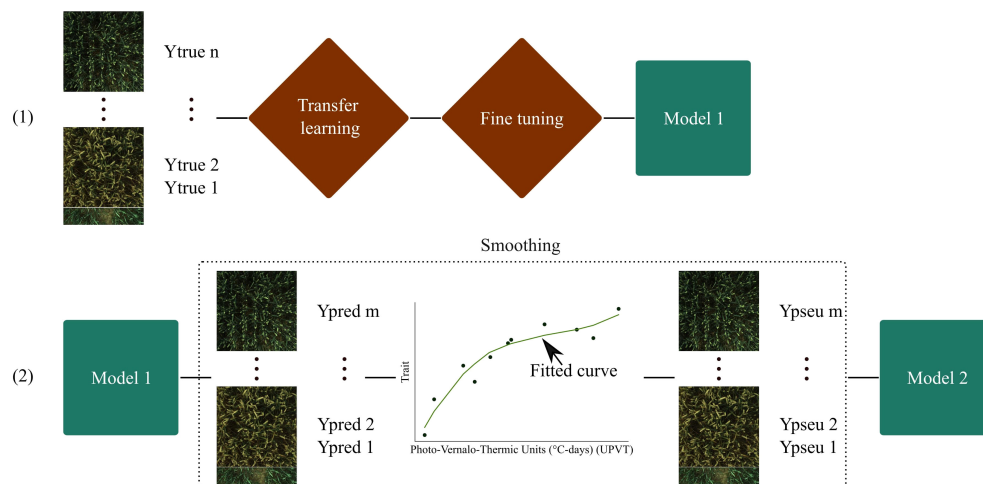 (1)
Ytrue n
Ytrue 2
Ytrue 1
Transfer
learning
Fine tuning
Model 1
Smoothing
(2)
Model 1
Ypred m
Ypred 2
Ypred 1
Trait
Fitted curve
Photo-Vernalo-Thermic Units (°C-days) (UPVT)
Ypseu m
Ypseu 2
Ypseu 1
Model 2